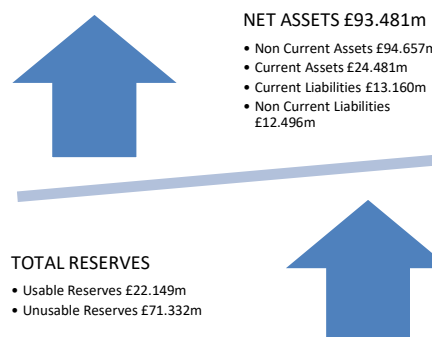 NET ASSETS £93.481m
• Non Current Assets £94.657m
• Current Assets £24.481m
• Current Liabilities £13.160m
• Non Current Liabilities
£12.496m
TOTAL RESERVES
• Usable Reserves £22.149m
• Unusable Reserves £71.332m